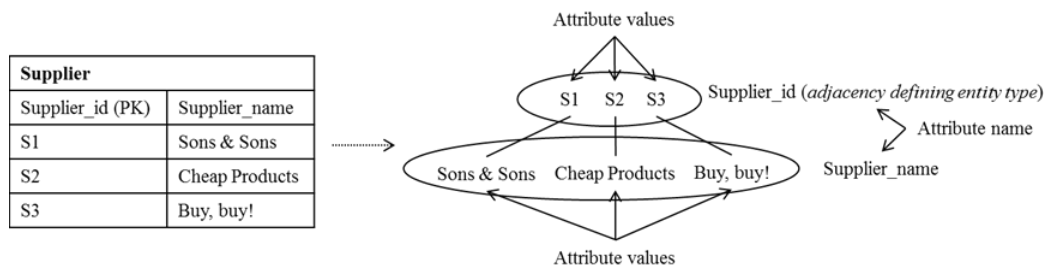 Supplier
Supplier_id (PK) Supplier_name
S1 Sons & Sons
S2 Cheap Products
S3 Buy, buy!
Attribute values
S1 S2 S3
Supplier_id (adjacency defining entity type)
Attribute name
Supplier_name
Sons & Sons Cheap Products Buy, buy!
Attribute values